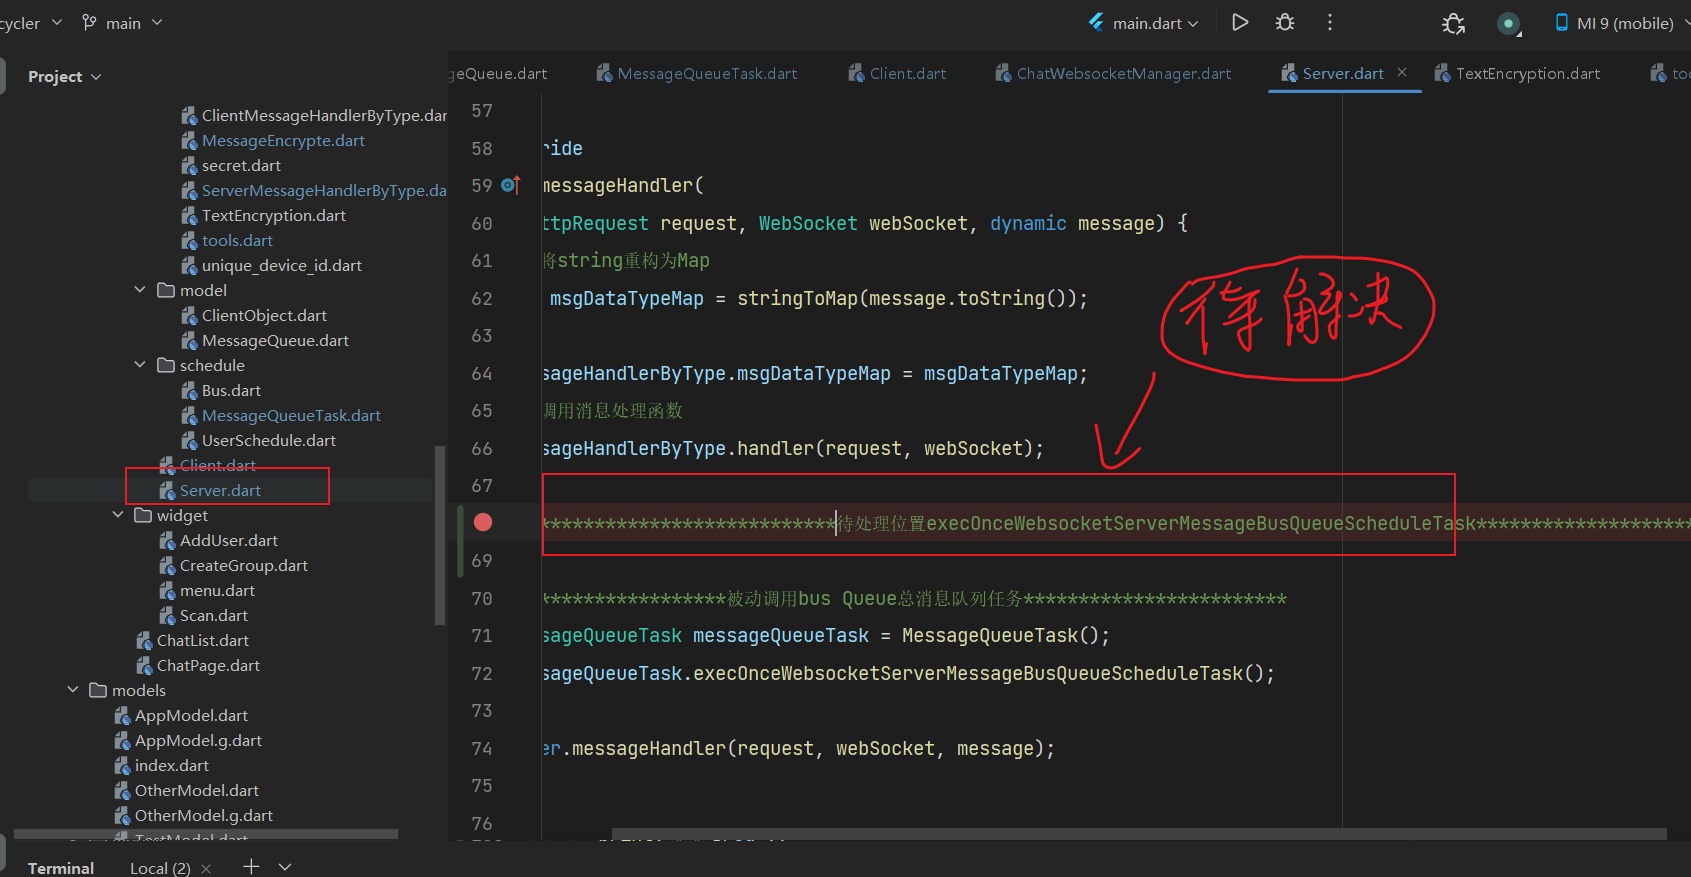 cycler main main.dart MI 9 (mobile)
Project
geQueue.dart MessageQueueTask.dart Client.dart ChatWebsocketManager.dart Server.dart TextEncryption.dart too
ClientMessageHandlerByType.dar
MessageEncrypte.dart
secret.dart
ServerMessageHandlerByType.da
TextEncryption.dart
tools.dart
unique_device_id.dart
model
ClientObject.dart
MessageQueue.dart
schedule
Bus.dart
MessageQueueTask.dart
UserSchedule.dart
Client.dart
Server.dart
widget
AddUser.dart
CreateGroup.dart
menu.dart
Scan.dart
ChatList.dart
ChatPage.dart
models
AppModel.dart
AppModel.g.dart
index.dart
OtherModel.dart
OtherModel.g.dart
TestModel.dart
57
58 ride
59 messageHandler(
60 ttpRequest request, WebSocket webSocket, dynamic message) {
61 将string重构为Map
62 msgDataTypeMap = stringToMap(message.toString());
63
64 sageHandlerByType.msgDataTypeMap = msgDataTypeMap;
65 调用消息处理函数
66 sageHandlerByType.handler(request, webSocket);
67
***************************待处理位置execOnceWebsocketServerMessageBusQueueScheduleTask********************
69
70 *****************被动调用bus Queue总消息队列任务************************
71 sageQueueTask messageQueueTask = MessageQueueTask();
72 sageQueueTask.execOnceWebsocketServerMessageBusQueueScheduleTask();
73
74 er.messageHandler(request, webSocket, message);
75
76
待解决
Terminal Local (2)